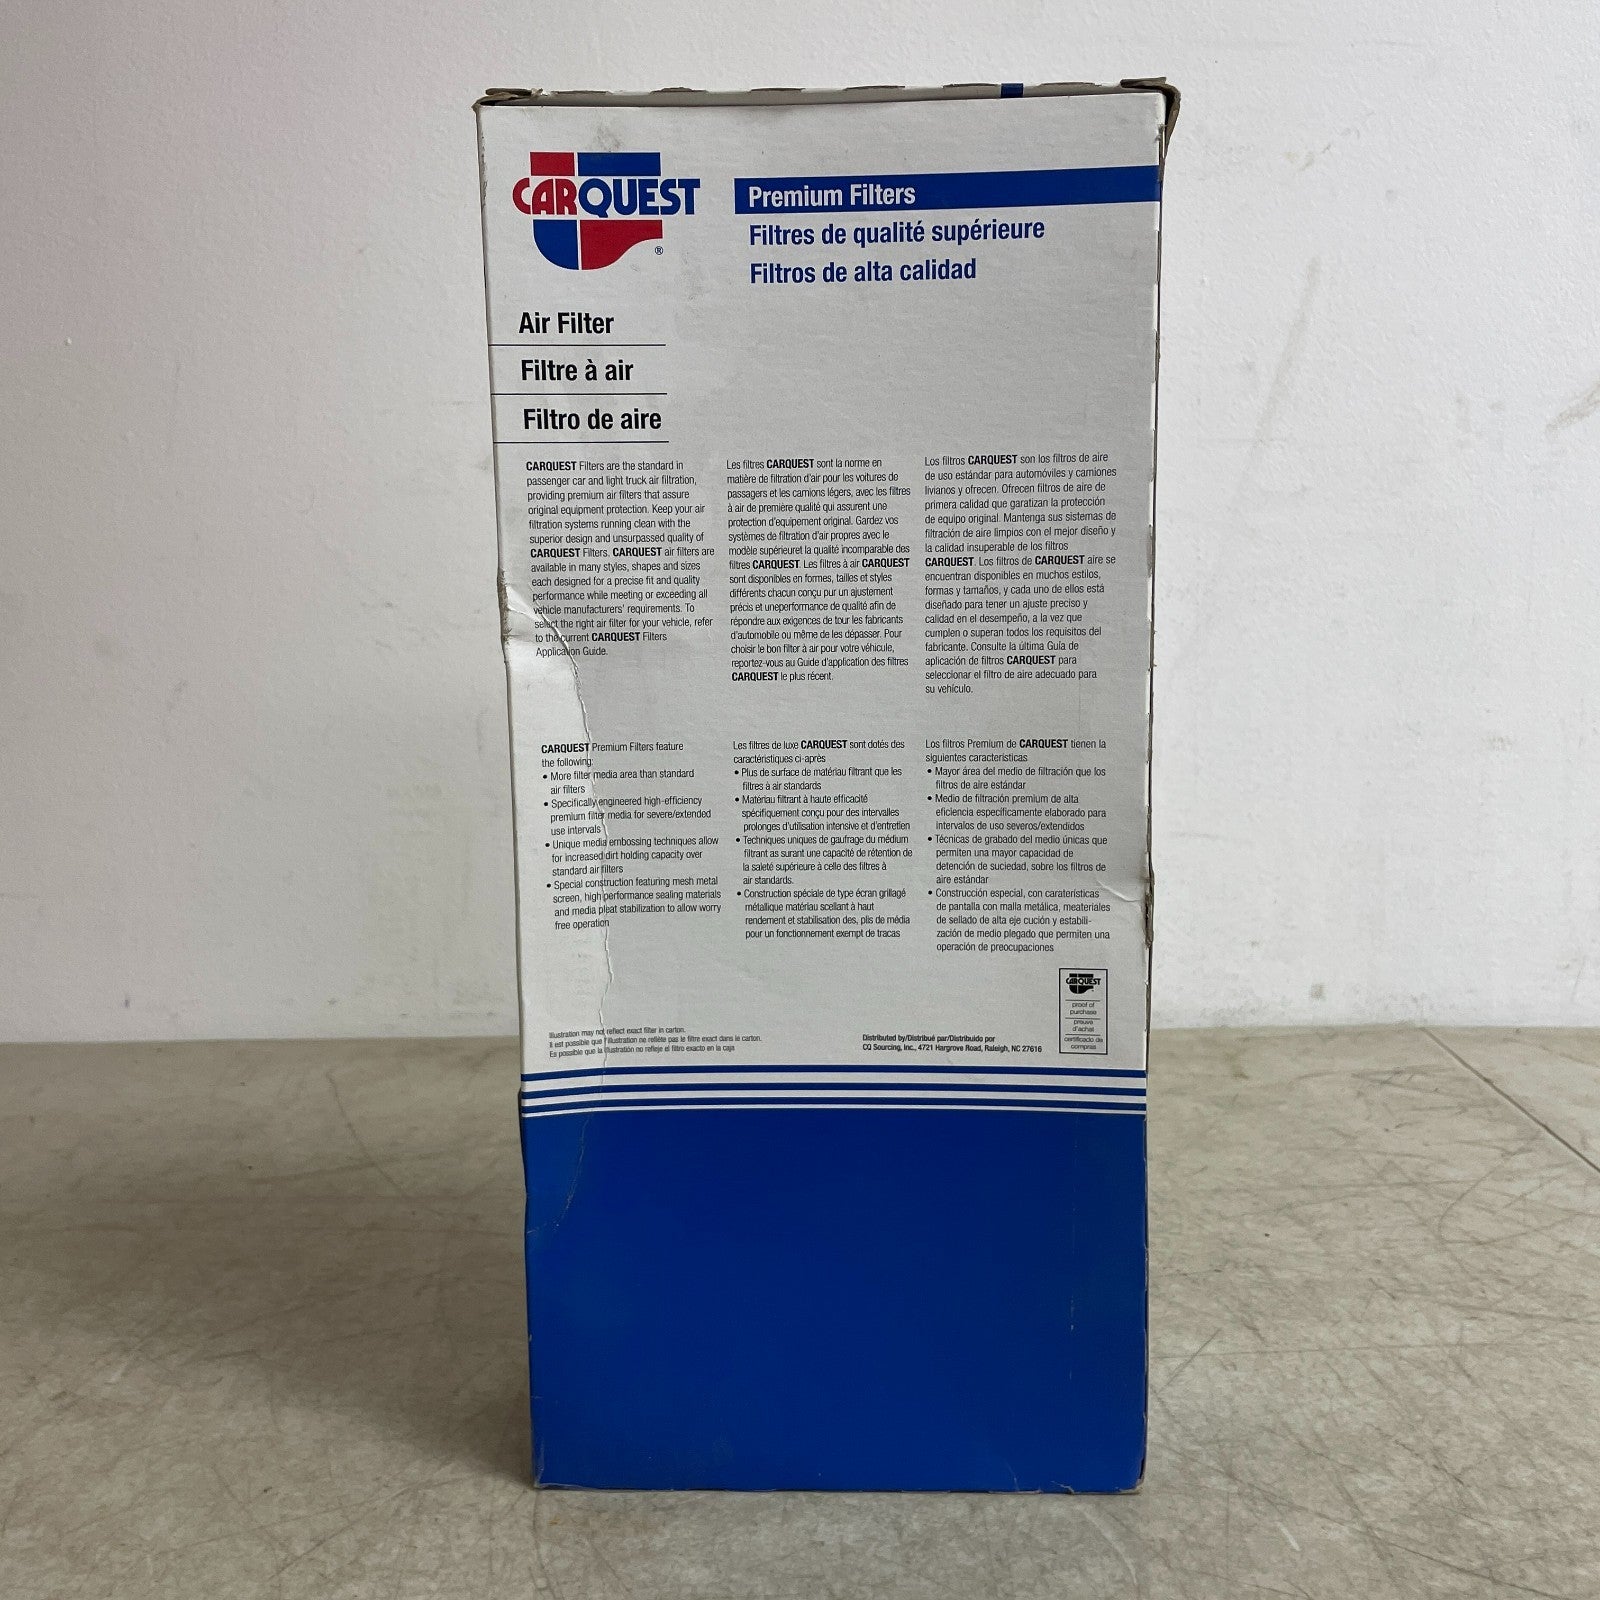 CARQUEST
®
Premium Filters
Filtres de qualité supérieure
Filtros de alta calidad
Air Filter
Filtre à air
Filtro de aire
CARQUEST Filters are the standard in
passenger car and light truck air filtration,
providing premium air filters that assure
original equipment protection. Keep your air
filtration systems running clean with the
superior design and unsurpassed quality of
CARQUEST Filters. CARQUEST air filters are
available in many styles, shapes and sizes
each designed for a precise fit and quality
performance while meeting or exceeding all
vehicle manufacturers' requirements. To
select the right air filter for your vehicle, refer
to the current CARQUEST Filters
Application Guide.
Les filtres CARQUEST sont la norme en
matière de filtration d'air pour les voitures de
passagers et les camions légers, avec les filtres
à air de première qualité qui assurent une
protection d'equipement original. Gardez vos
systèmes de filtration d'air propres avec le
modèle supérieuret la qualité incomparable des
filtres CARQUEST. Les filtres à air CARQUEST
sont disponibles en formes, tailles et styles
différents chacun conçu pur un ajustement
précis et uneperformance de qualité afin de
répondre aux exigences de tour les fabricants
d'automobile ou même de les dépasser. Pour
choisir le bon filter à air pour votre véhicule,
reportez-vous au Guide d'application des filtres
CARQUEST le plus récent.
Los filtros CARQUEST son los filtros de aire
de uso estándar para automóviles y camiones
livianos y ofrecen. Ofrecen filtros de aire de
primera calidad que garatizan la protección
de equipo original. Mantenga sus sistemas de
filtración de aire limpios con el mejor diseño y
la calidad insuperable de los filtros
CARQUEST. Los filtros de CARQUEST aire se
encuentran disponibles en muchos estilos,
formas y tamaños, y cada uno de ellos está
diseñado para tener un ajuste preciso y
calidad en el desempeño, a la vez que
cumplen o superan todos los requisitos del
fabricante. Consulte la última Guía de
aplicación de filtros CARQUEST para
seleccionar el filtro de aire adecuado para
su vehículo.
CARQUEST Premium Filters feature
the following:
• More filter media area than standard
air filters
• Specifically engineered high-efficiency
premium filter media for severe/extended
use intervals
• Unique media embossing techniques allow
for increased dirt holding capacity over
standard air filters
• Special construction featuring mesh metal
screen, high performance sealing materials
and media pleat stabilization to allow worry
free operation
Les filtres de luxe CARQUEST sont dotés des
caractéristiques ci-après
• Plus de surface de matériau filtrant que les
filtres à air standards
• Matériau filtrant à haute efficacité
spécifiquement conçu pour des intervalles
prolonges d'utilisation intensive et d'entretien
• Techniques uniques de gaufrage du médium
filtrant as surant une capacité de rétention de
la saleté supérieure à celle des filtres à
air standards.
• Construction spéciale de type écran grillagé
métallique matériau scellant à haut
rendement et stabilisation des, plis de média
pour un fonctionnement exempt de tracas
Los filtros Premium de CARQUEST tienen la
siguientes características
• Mayor área del medio de filtración que los
filtros de aire estándar
• Medio de filtración premium de alta
eficiencia específicamente elaborado para
intervalos de uso severos/extendidos
• Técnicas de grabado del medio únicas que
permiten una mayor capacidad de
detención de suciedad, sobre los filtros de
aire estándar
• Construcción especial, con caraterísticas
de pantalla con malla metálica, meateriales
de sellado de alta eje cución y estabili-
zación de medio plegado que permiten una
operación de preocupaciones
CARQUEST
proof of
purchase
preuve
d'achat
certificado de
compras
Illustration may not reflect exact filter in carton.
Il est possible que l'illustration ne reflète pas le filtre exact dans le carton.
Es possible que la illustratión no refleje el filtro exacto en la caja
Distributed by/Distribué par/Distribuido por
CQ Sourcing, Inc., 4721 Hargrove Road, Raleigh, NC 27616